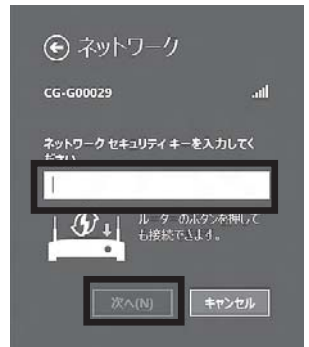 ネットワーク
CG-G00029
ネットワーク セキュリティ キーを入力してく
ださい
ルーターのボタンを押して
も接続できます。
次へ(N)
キャンセル